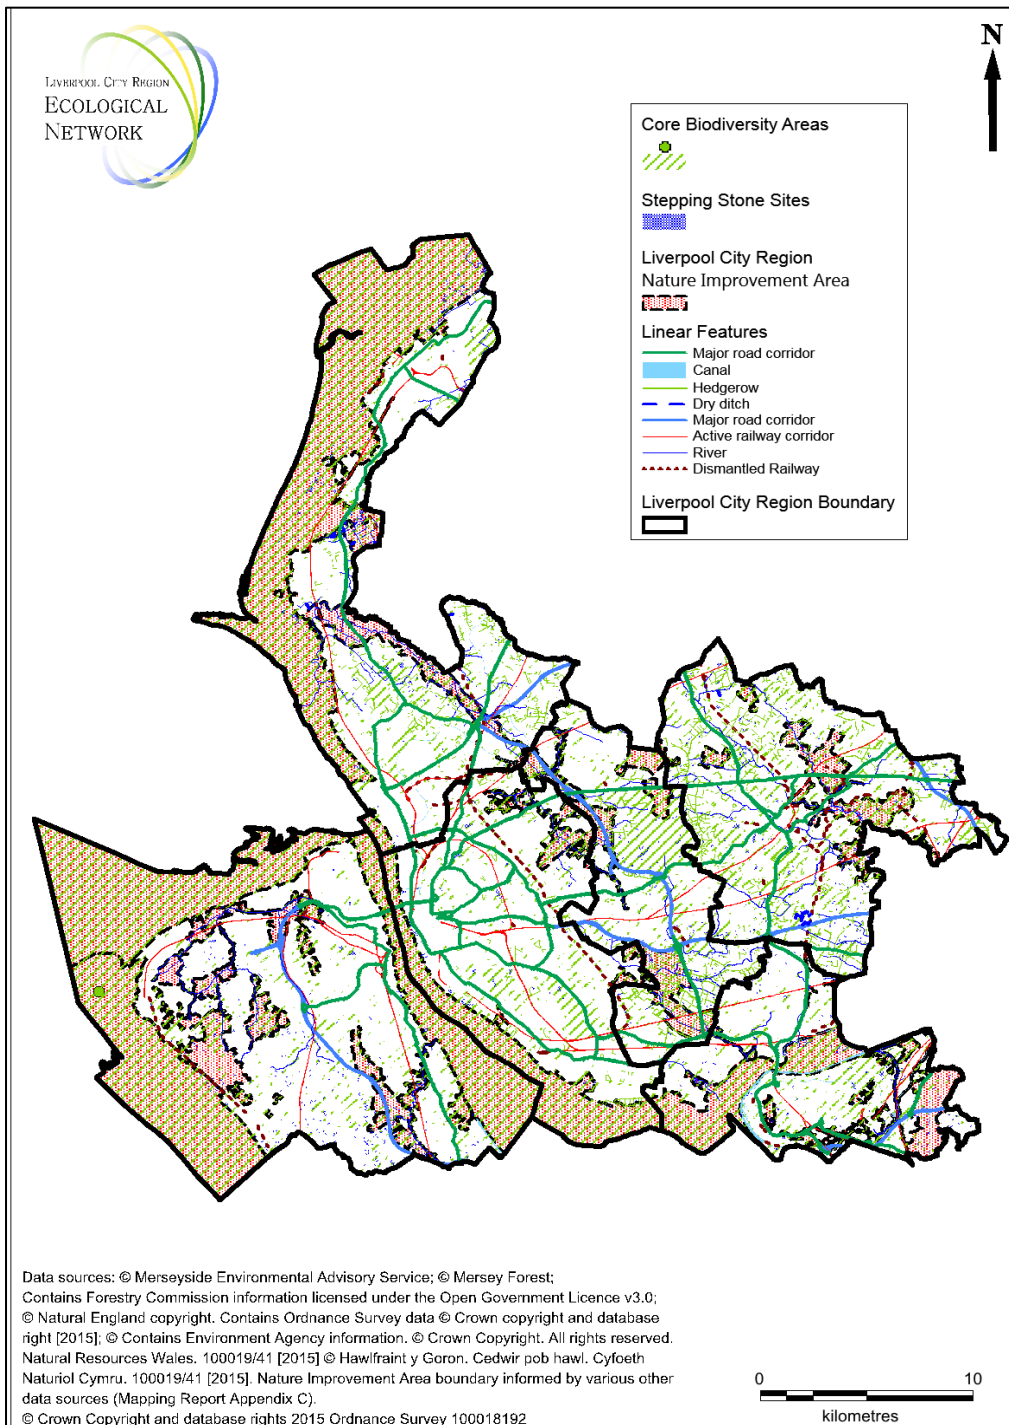 LIVERPOOL CITY REGION
ECOLOGICAL
NETWORK
N
Core Biodiversity Areas
Stepping Stone Sites
Liverpool City Region
Nature Improvement Area
Linear Features
Major road corridor
Canal
Hedgerow
Dry ditch
Major road corridor
Active railway corridor
River
Dismantled Railway
Liverpool City Region Boundary
Data sources: © Merseyside Environmental Advisory Service; © Mersey Forest;
Contains Forestry Commission information licensed under the Open Government Licence v3.0;
© Natural England copyright. Contains Ordnance Survey data © Crown copyright and database
right [2015]; © Contains Environment Agency information. © Crown Copyright. All rights reserved.
Natural Resources Wales. 100019/41 [2015] © Hawlfraint y Goron. Cedwir pob hawl. Cyfoeth
Naturiol Cymru. 100019/41 [2015]. Nature Improvement Area boundary informed by various other
data sources (Mapping Report Appendix C).
© Crown Copyright and database rights 2015 Ordnance Survey 100018192
0 10
kilometres